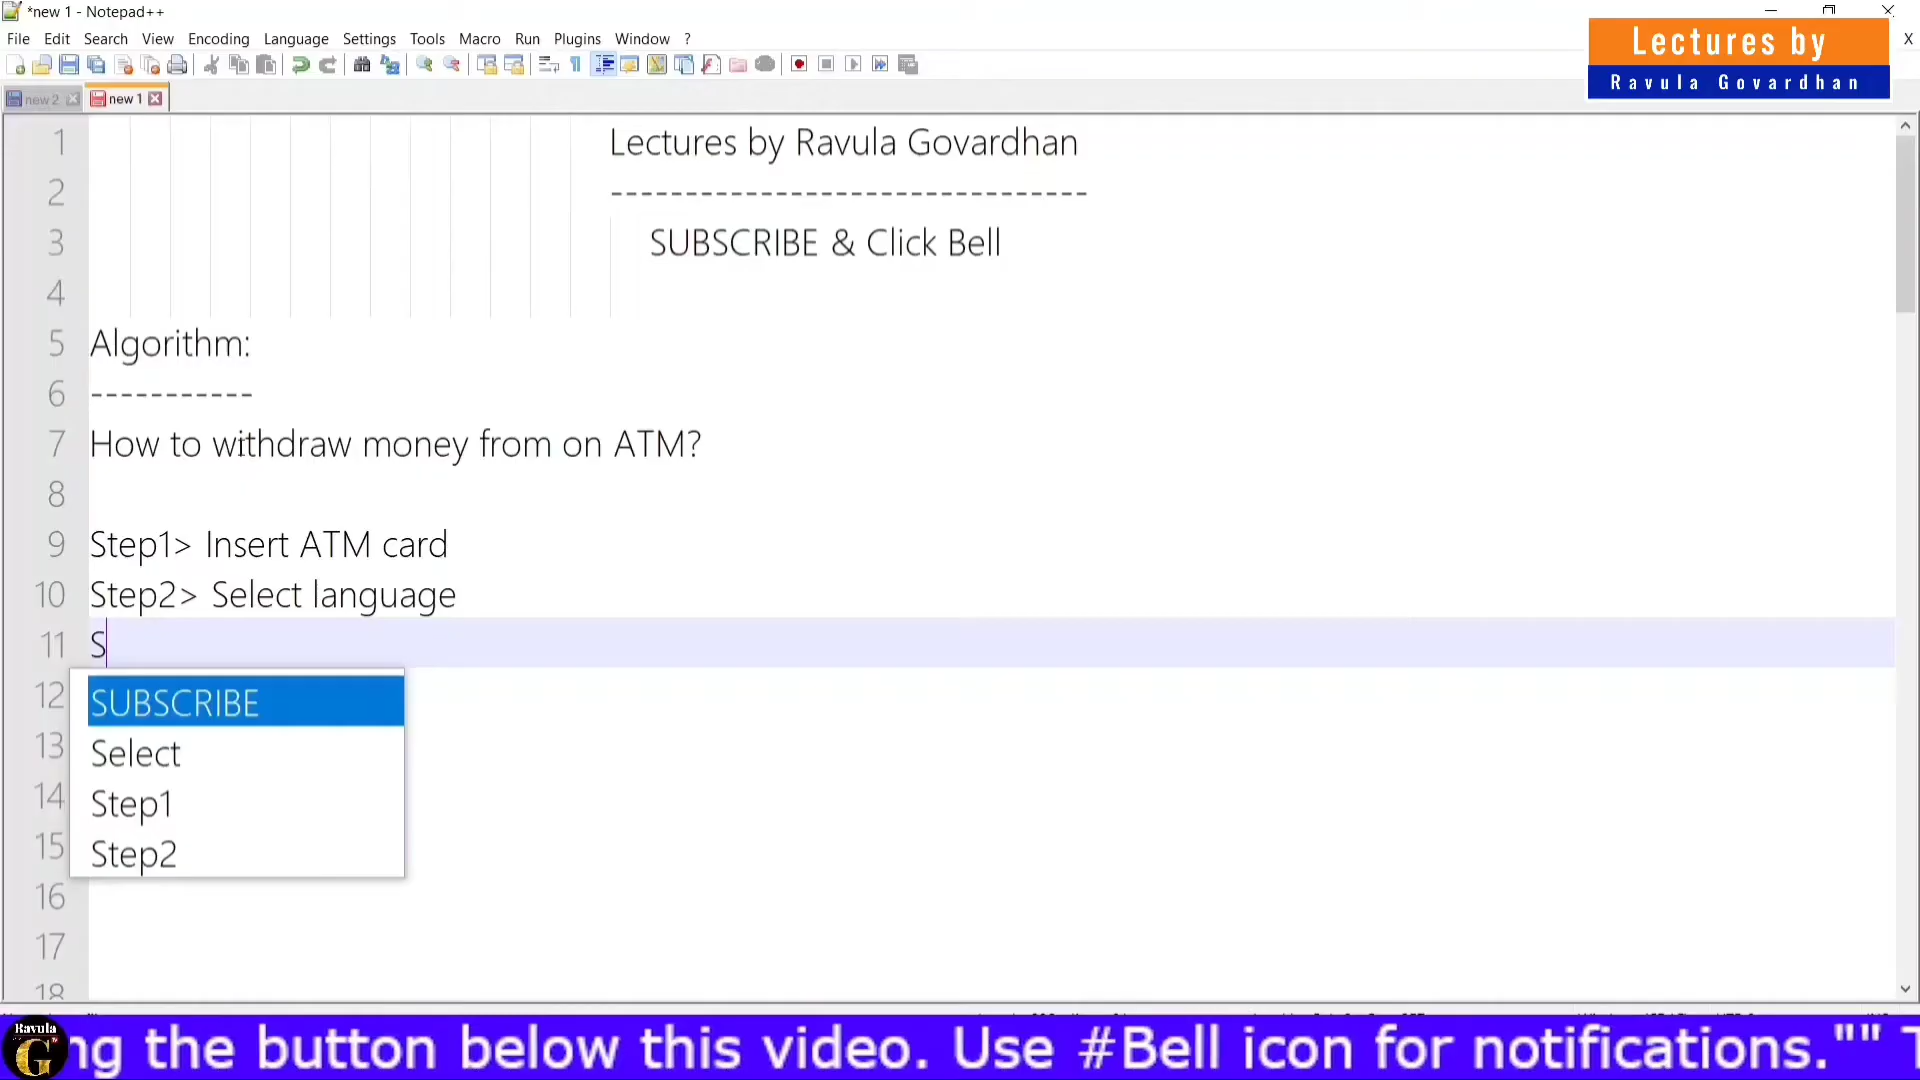 *new 1 - Notepad++
File Edit Search View Encoding Language Settings Tools Macro Run Plugins Window ? X
Lectures by
Ravula Govardhan
new 2 new 1
1 Lectures by Ravula Govardhan
2 --------------------------------
3 SUBSCRIBE & Click Bell
4
5 Algorithm:
6 -----------
7 How to withdraw money from on ATM?
8
9 Step1> Insert ATM card
10 Step2> Select language
11 S
12 SUBSCRIBE
13 Select
14 Step1
15 Step2
16
17
18
Ravula
G
ng the button below this video. Use #Bell icon for notifications."" T